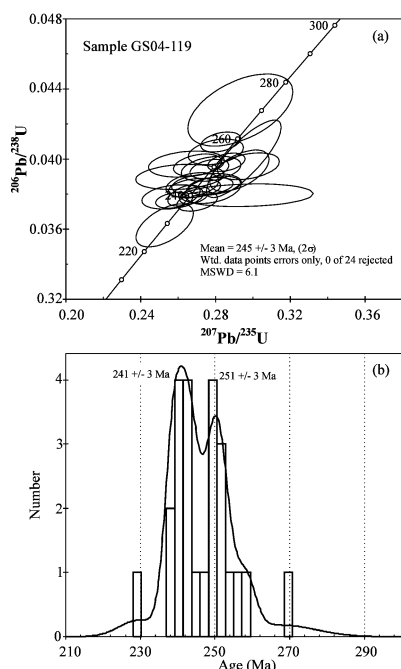 Sample GS04-119
(a)
300
0.048
280
0.044
260
206Pb/238U
0.040
240
0.036
220
Mean = 245 +/- 3 Ma, (2σ)
Wtd. data points errors only, 0 of 24 rejected
MSWD = 6.1
0.32
0.20 0.24 0.28 0.32 0.36
207Pb/235U
(b)
241 +/- 3 Ma 251 +/- 3 Ma
4
3
Number
2
1
0
210 230 250 270 290
Age (Ma)